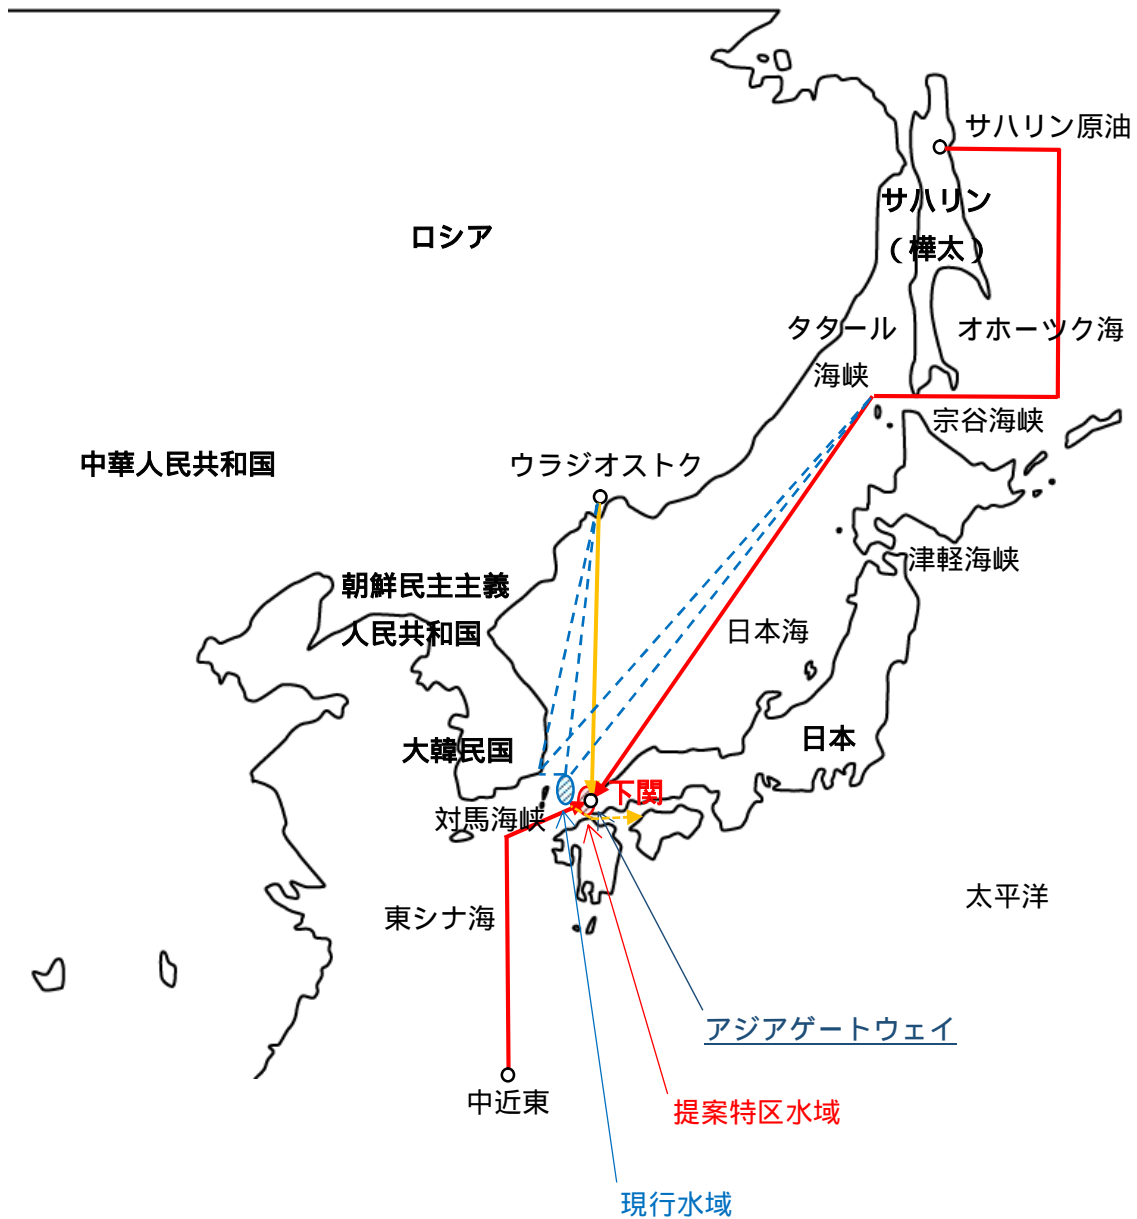 サハリン原油
サハリン
（樺太）
ロシア
タタール
海峡
オホーツク海
宗谷海峡
中華人民共和国
ウラジオストク
津軽海峡
朝鮮民主主義
人民共和国
日本海
大韓民国
日本
下関
対馬海峡
太平洋
東シナ海
アジアゲートウェイ
中近東
提案特区水域
現行水域